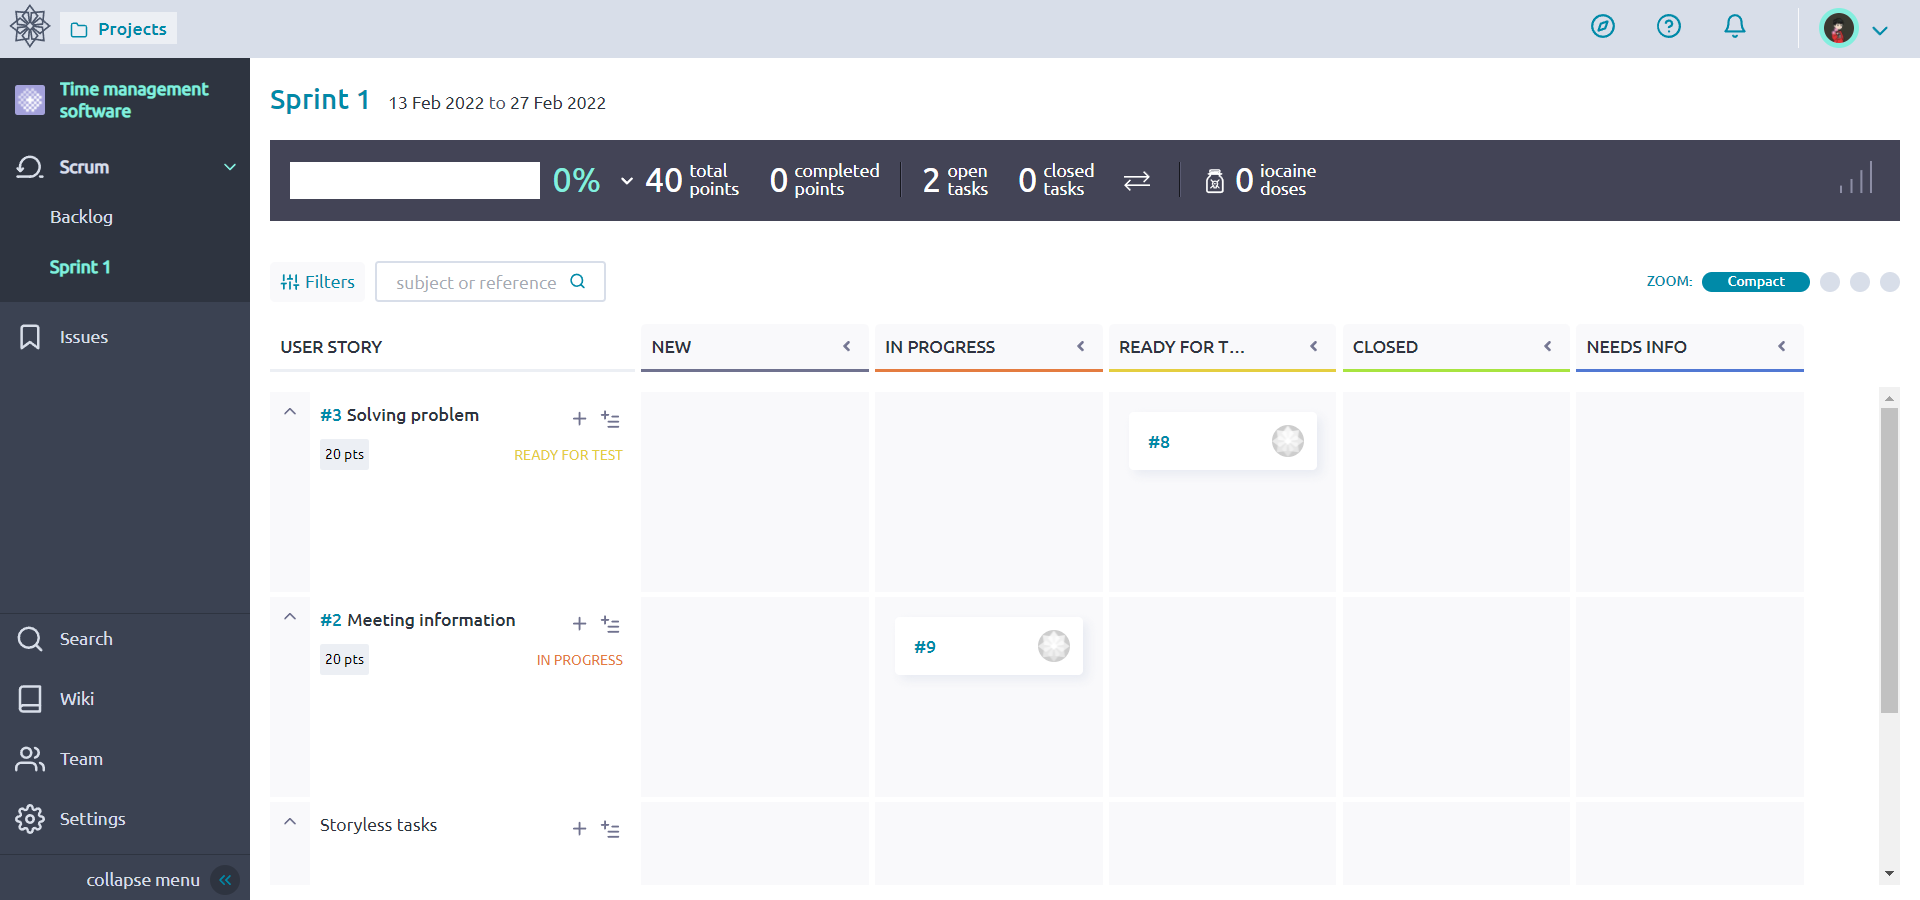 Projects
Time management
software
Scrum
Backlog
Sprint 1
Issues
Search
Wiki
Team
Settings
collapse menu
Sprint 1 13 Feb 2022 to 27 Feb 2022
0% 40 total points 0 completed points 2 open tasks 0 closed tasks 0 iocaine doses
Filters subject or reference ZOOM: Compact
USER STORY NEW IN PROGRESS READY FOR T... CLOSED NEEDS INFO
#3 Solving problem
20 pts READY FOR TEST
#8
#2 Meeting information
20 pts IN PROGRESS
#9
Storyless tasks